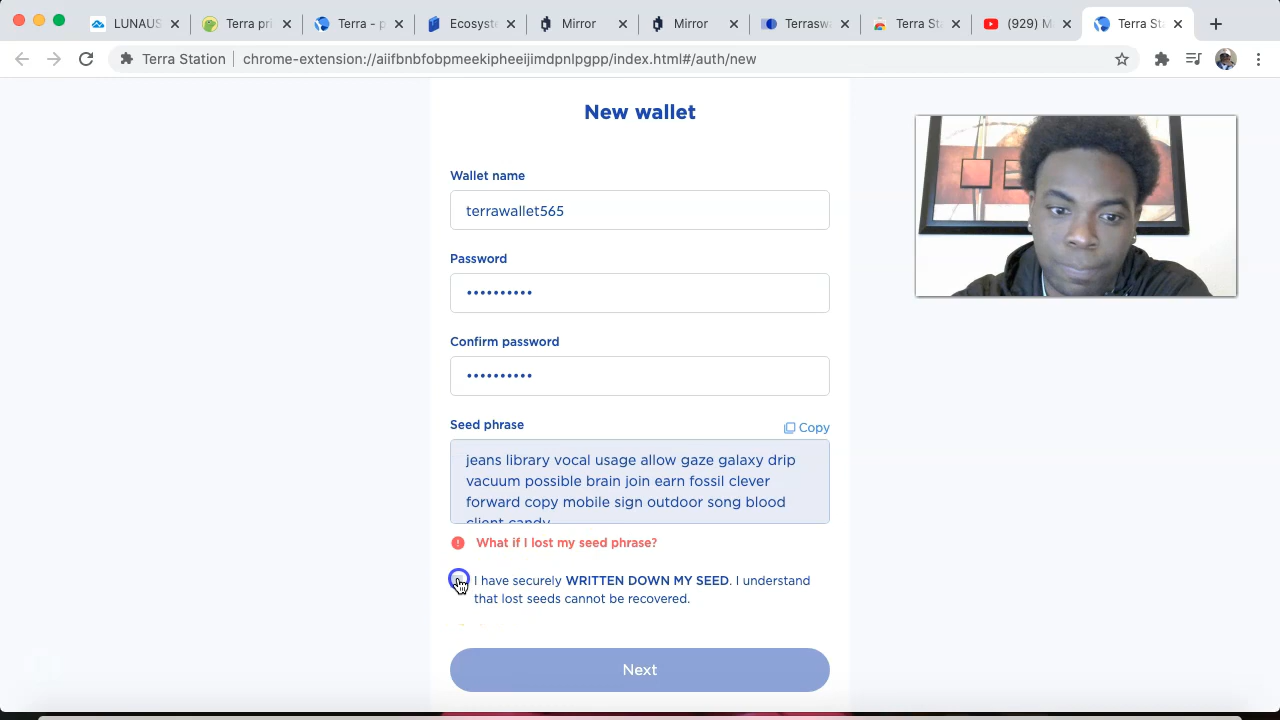 LUNAUS
Terra pri
Terra - p
Ecosyste
Mirror
Mirror
Terraswa
Terra Sta
(929) M
Terra Sta
Terra Station
chrome-extension://aiifbnbfobpmeekipheeijimdpnlpgpp/index.html#/auth/new
New wallet
Wallet name
terrawallet565
Password
Confirm password
Seed phrase
Copy
jeans library vocal usage allow gaze galaxy drip
vacuum possible brain join earn fossil clever
forward copy mobile sign outdoor song blood
client candy
What if I lost my seed phrase?
I have securely WRITTEN DOWN MY SEED. I understand
that lost seeds cannot be recovered.
Next